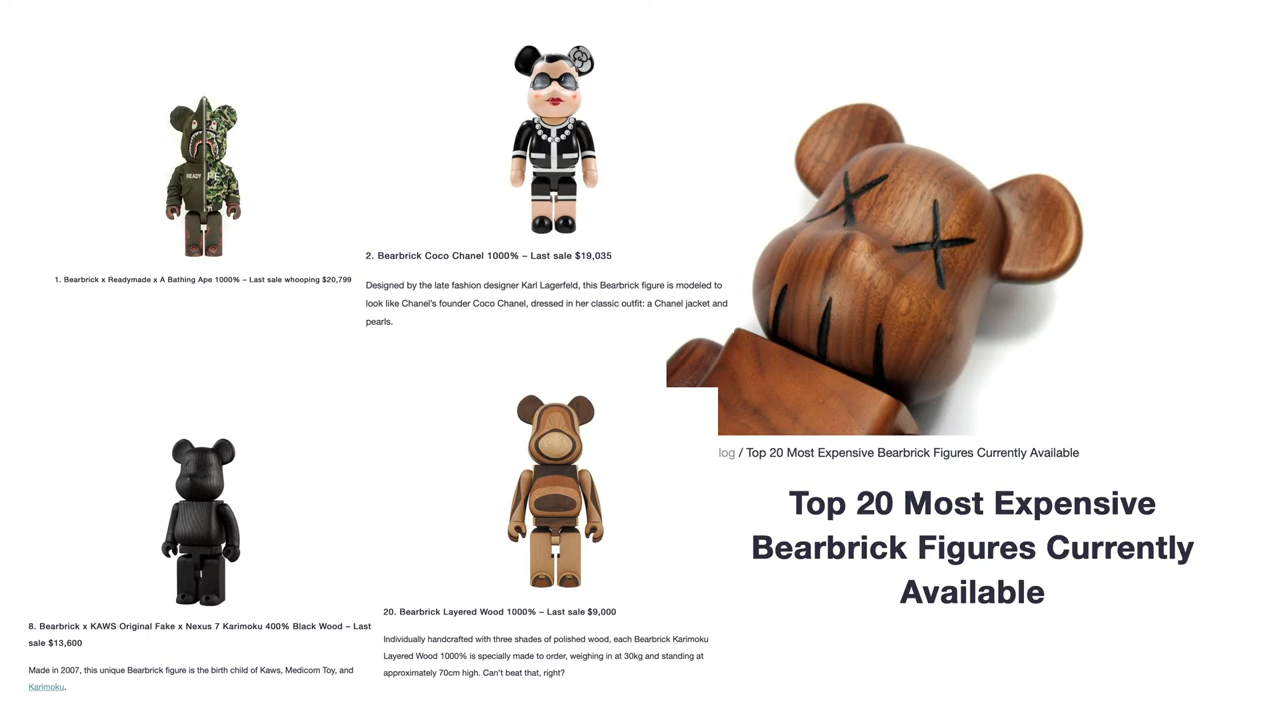 READY
1. Bearbrick x Readymade x A Bathing Ape 1000% – Last sale whooping $20,799
2. Bearbrick Coco Chanel 1000% – Last sale $19,035
Designed by the late fashion designer Karl Lagerfeld, this Bearbrick figure is modeled to
look like Chanel's founder Coco Chanel, dressed in her classic outfit: a Chanel jacket and
pearls.
8. Bearbrick x KAWS Original Fake x Nexus 7 Karimoku 400% Black Wood – Last
sale $13,600
Made in 2007, this unique Bearbrick figure is the birth child of Kaws, Medicom Toy, and
Karimoku.
20. Bearbrick Layered Wood 1000% – Last sale $9,000
Individually handcrafted with three shades of polished wood, each Bearbrick Karimoku
Layered Wood 1000% is specially made to order, weighing in at 30kg and standing at
approximately 70cm high. Can't beat that, right?
log / Top 20 Most Expensive Bearbrick Figures Currently Available
Top 20 Most Expensive
Bearbrick Figures Currently
Available